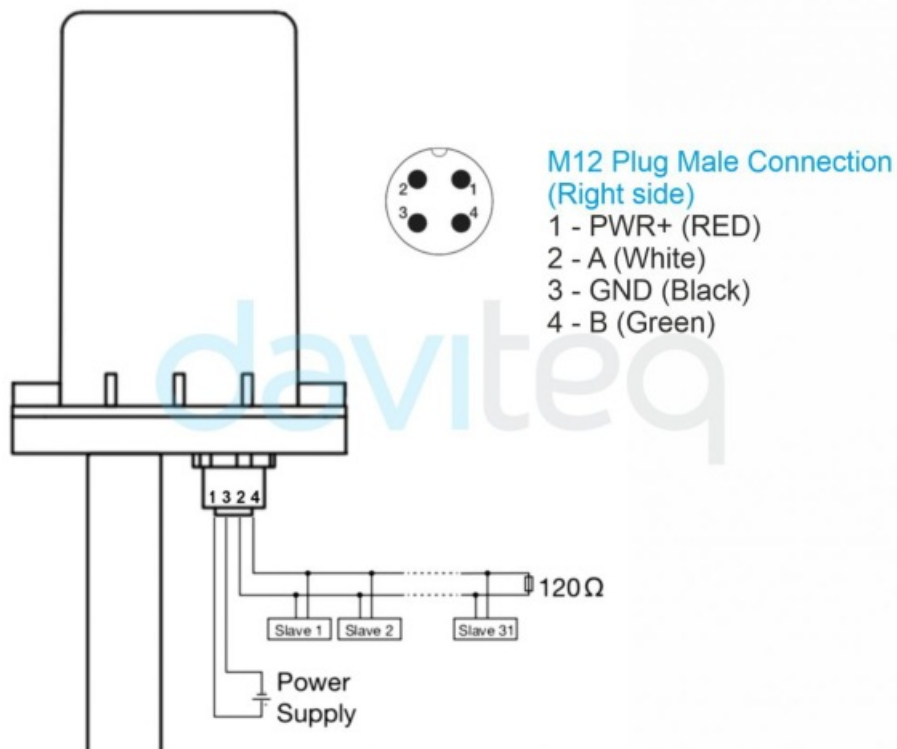 2
1
3
4
M12 Plug Male Connection
(Right side)
1 - PWR+ (RED)
2 - A (White)
3 - GND (Black)
4 - B (Green)
daviteq
1 3 2 4
120Ω
Slave 1
Slave 2
Slave 31
Power
Supply